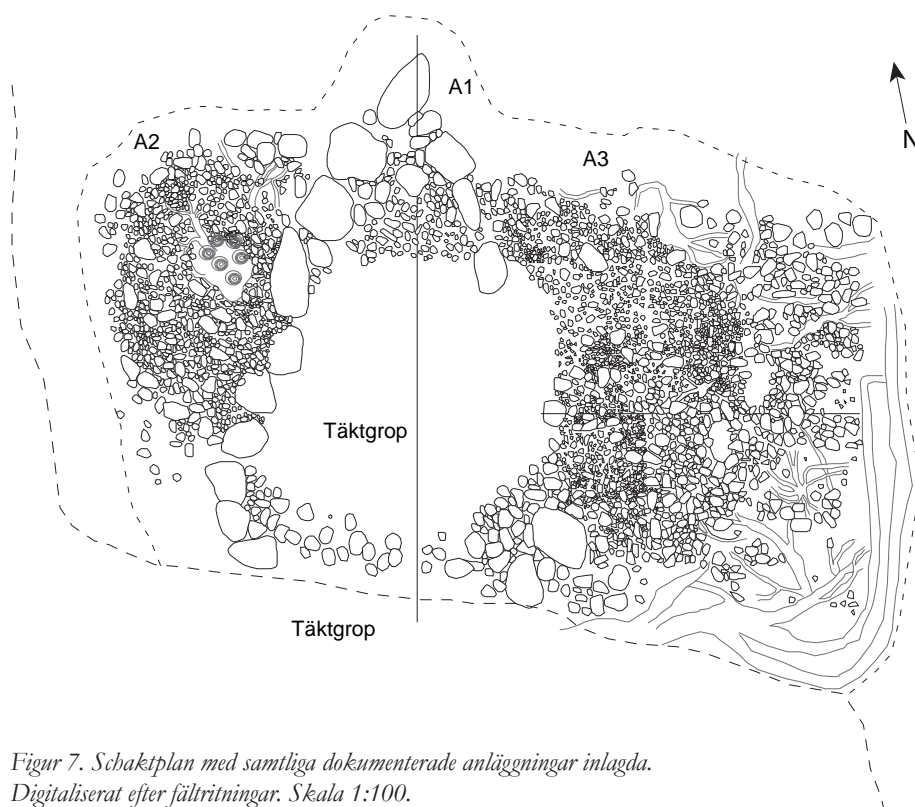 A1
A2
A3
N
Täktgrop
Täktgrop
Figur 7. Schaktplan med samtliga dokumenterade anläggningar inlagda.
Digitaliserat efter fältritningar. Skala 1:100.